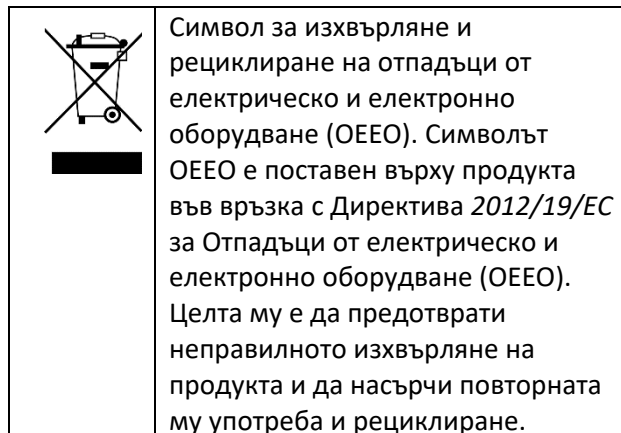 Символ за изхвърляне и
рециклиране на отпадъци от
електрическо и електронно
оборудване (ОЕЕО). Символът
ОЕЕО е поставен върху продукта
във връзка с Директива 2012/19/ЕС
за Отпадъци от електрическо и
електронно оборудване (ОЕЕО).
Целта му е да предотврати
неправилното изхвърляне на
продукта и да насърчи повторната
му употреба и рециклиране.